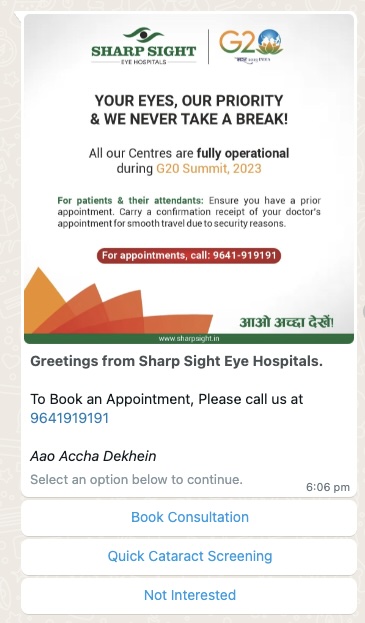 SHARP SIGHT
EYE HOSPITALS
G20
YOUR EYES, OUR PRIORITY
& WE NEVER TAKE A BREAK!
All our Centres are fully operational
during G20 Summit, 2023
For patients & their attendants: Ensure you have a prior
appointment. Carry a confirmation receipt of your doctor's
appointment for smooth travel due to security reasons.
For appointments, call: 9641-919191
आओ अच्छा देखें!
www.sharpsight.in
Greetings from Sharp Sight Eye Hospitals.
To Book an Appointment, Please call us at
9641919191
Aao Accha Dekhein
Select an option below to continue.
6:06 pm
Book Consultation
Quick Cataract Screening
Not Interested